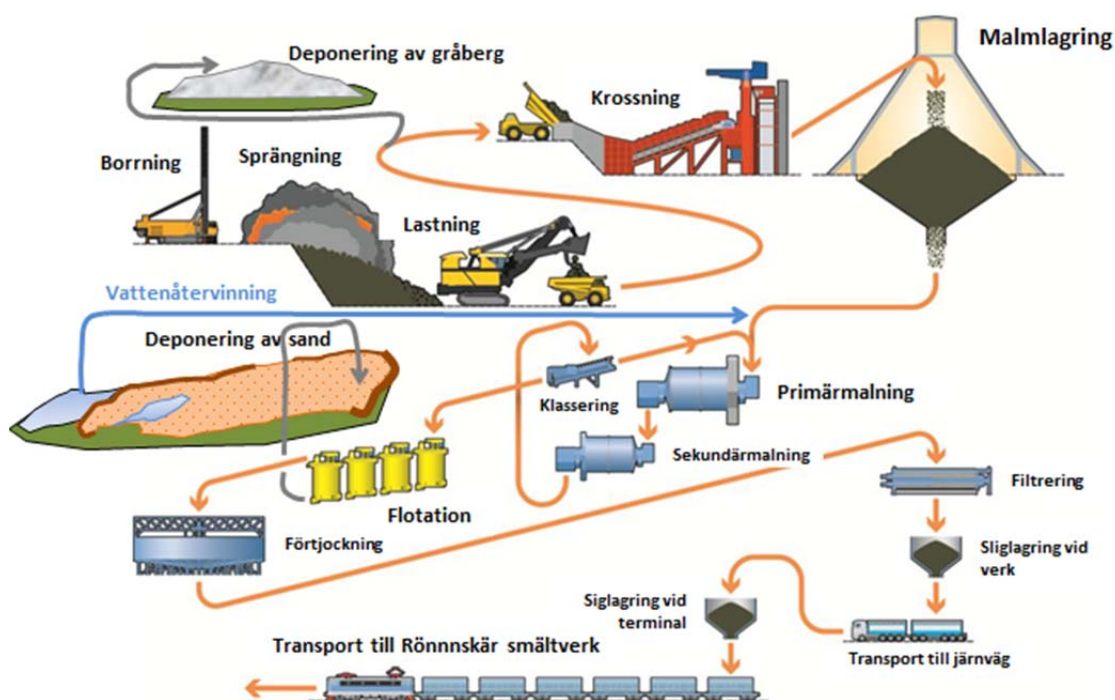 Deponering av gråberg
Malmlagring
Krossning
Borrning
Sprängning
Lastning
Vattenåtervinning
Deponering av sand
Klassering
Primärmalning
Sekundärmalning
Filtrering
Flotation
Förtjockning
Sliglagring vid
verk
Siglagring vid
terminal
Transport till järnväg
Transport till Rönnnskär smältverk